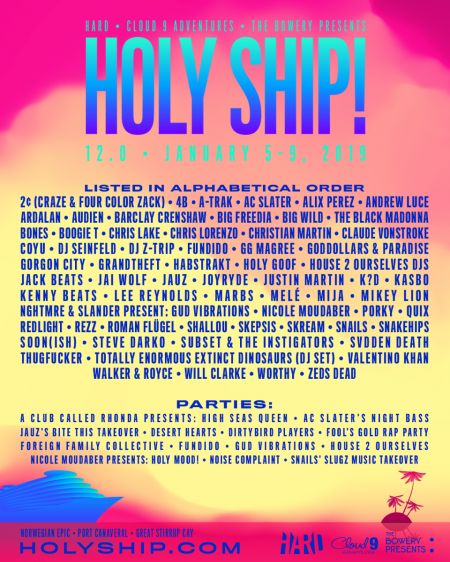 HARD • CLOUD 9 ADVENTURES • THE BOWERY PRESENTS
HOLY SHIP!
12.0 • JANUARY 5-9, 2019
LISTED IN ALPHABETICAL ORDER
2¢ (CRAZE & FOUR COLOR ZACK) • 4B • A-TRAK • AC SLATER • ALIX PEREZ • ANDREW LUCE
ARDALAN • AUDIEN • BARCLAY CRENSHAW • BIG FREEDIA • BIG WILD • THE BLACK MADONNA
BONES • BOOGIE T • CHRIS LAKE • CHRIS LORENZO • CHRISTIAN MARTIN • CLAUDE VONSTROKE
COYU • DJ SEINFELD • DJ Z-TRIP • FUNDIDO • GG MAGREE • GODDOLLARS & PARADISE
GORGON CITY • GRANDTHEFT • HABSTRAKT • HOLY GOOF • HOUSE 2 OURSELVES DJS
JACK BEATS • JAI WOLF • JAUZ • JOYRYDE • JUSTIN MARTIN • K?D • KASBO
KENNY BEATS • LEE REYNOLDS • MARBS • MELÉ • MIJA • MIKEY LION
NGHTMRE & SLANDER PRESENT: GUD VIBRATIONS • NICOLE MOUDABER • PORKY • QUIX
REDLIGHT • REZZ • ROMAN FLÜGEL • SHALLOU • SKEPSIS • SKREAM • SNAILS • SNAKEHIPS
SOON(ISH) • STEVE DARKO • SUBSET & THE INSTIGATORS • SVDDEN DEATH
THUGFUCKER • TOTALLY ENORMOUS EXTINCT DINOSAURS (DJ SET) • VALENTINO KHAN
WALKER & ROYCE • WILL CLARKE • WORTHY • ZEDS DEAD
PARTIES:
A CLUB CALLED RHONDA PRESENTS: HIGH SEAS QUEEN • AC SLATER'S NIGHT BASS
JAUZ'S BITE THIS TAKEOVER • DESERT HEARTS • DIRTYBIRD PLAYERS • FOOL'S GOLD RAP PARTY
FOREIGN FAMILY COLLECTIVE • FUNDIDO • GUD VIBRATIONS • HOUSE 2 OURSELVES
NICOLE MOUDABER PRESENTS: HOLY MOOD! • NOISE COMPLAINT • SNAILS' SLUGZ MUSIC TAKEOVER
NORWEGIAN EPIC • PORT CANAVERAL • GREAT STIRRUP CAY
HOLYSHIP.COM
HARD
Cloud 9
ADVENTURES
THE
BOWERY
PRESENTS